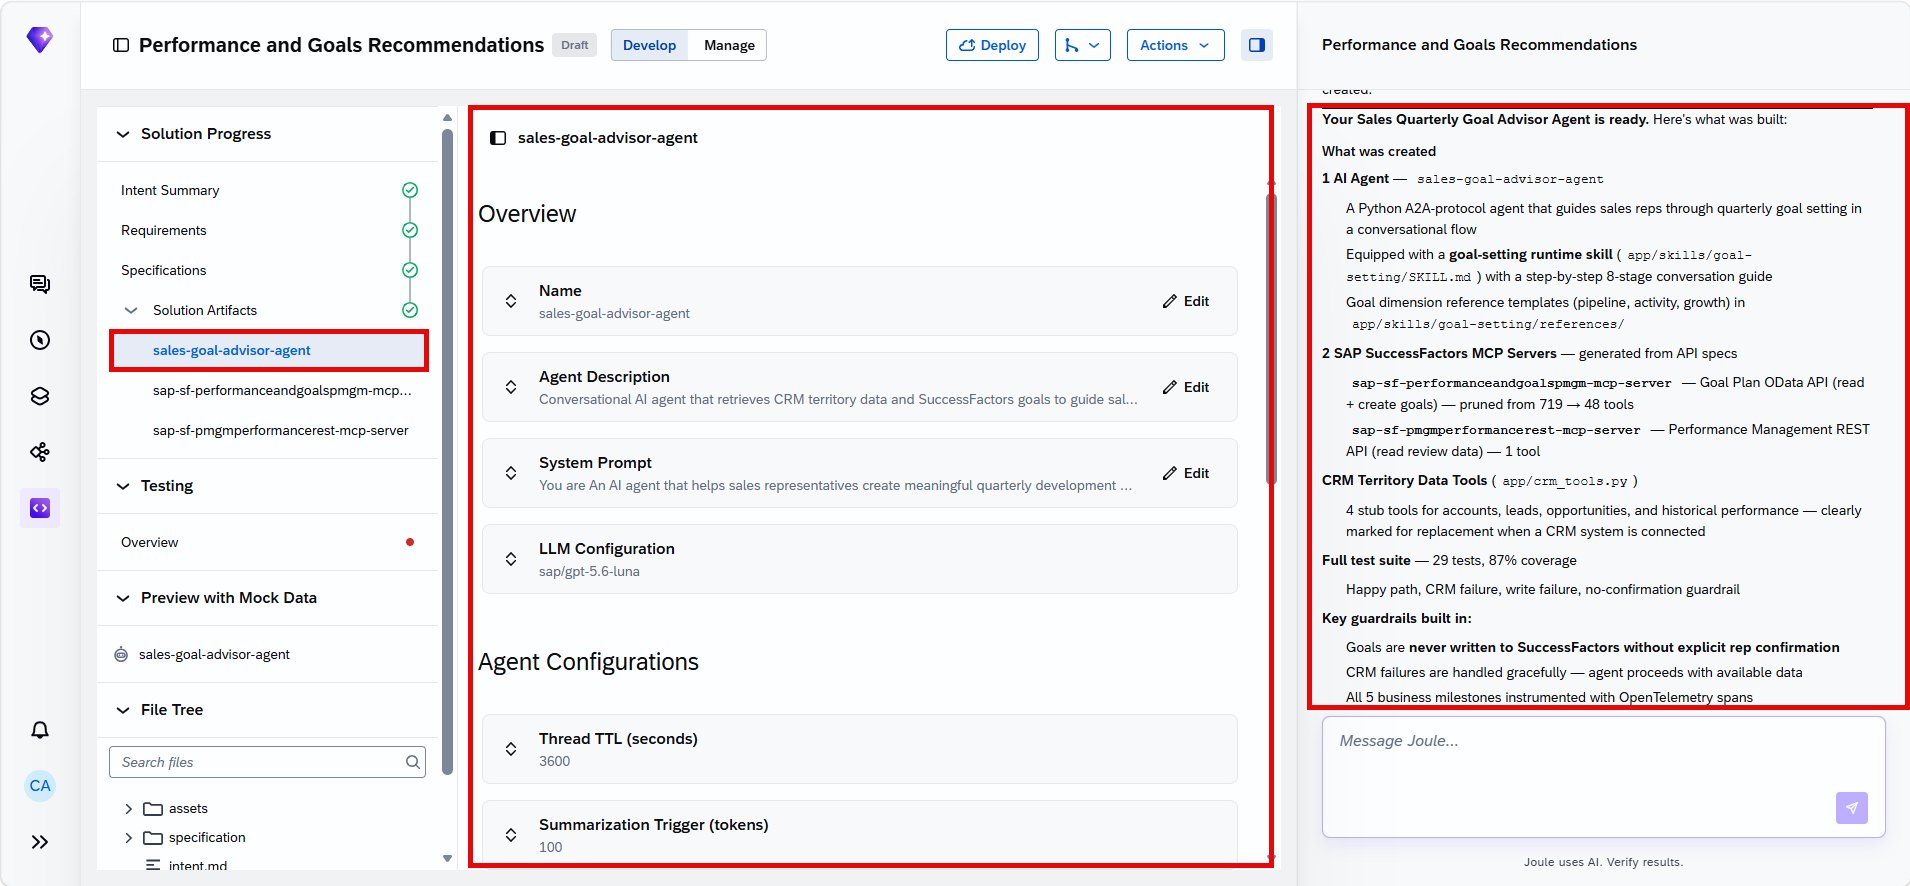 Performance and Goals Recommendations
Draft
Develop
Manage
Deploy
Actions
Solution Progress
Intent Summary
Requirements
Specifications
Solution Artifacts
sales-goal-advisor-agent
sap-sf-performanceandgoalspmgm-mcp...
sap-sf-pmgmperformancerest-mcp-server
Testing
Overview
Preview with Mock Data
sales-goal-advisor-agent
File Tree
Search files
assets
specification
intent.md
CA
sales-goal-advisor-agent
Overview
Name
sales-goal-advisor-agent
Edit
Agent Description
Conversational AI agent that retrieves CRM territory data and SuccessFactors goals to guide sal...
Edit
System Prompt
You are An AI agent that helps sales representatives create meaningful quarterly development ...
Edit
LLM Configuration
sap/gpt-5.6-luna
Agent Configurations
Thread TTL (seconds)
3600
Summarization Trigger (tokens)
100
Performance and Goals Recommendations
created.
Your Sales Quarterly Goal Advisor Agent is ready. Here's what was built:
What was created
1 AI Agent — sales-goal-advisor-agent
A Python A2A-protocol agent that guides sales reps through quarterly goal setting in
a conversational flow
Equipped with a goal-setting runtime skill ( app/skills/goal-
setting/SKILL.md ) with a step-by-step 8-stage conversation guide
Goal dimension reference templates (pipeline, activity, growth) in
app/skills/goal-setting/references/
2 SAP SuccessFactors MCP Servers — generated from API specs
sap-sf-performanceandgoalspmgm-mcp-server — Goal Plan OData API (read
+ create goals) — pruned from 719 → 48 tools
sap-sf-pmgmperformancerest-mcp-server — Performance Management REST
API (read review data) — 1 tool
CRM Territory Data Tools ( app/crm_tools.py )
4 stub tools for accounts, leads, opportunities, and historical performance — clearly
marked for replacement when a CRM system is connected
Full test suite — 29 tests, 87% coverage
Happy path, CRM failure, write failure, no-confirmation guardrail
Key guardrails built in:
Goals are never written to SuccessFactors without explicit rep confirmation
CRM failures are handled gracefully — agent proceeds with available data
All 5 business milestones instrumented with OpenTelemetry spans
Message Joule...
Joule uses AI. Verify results.